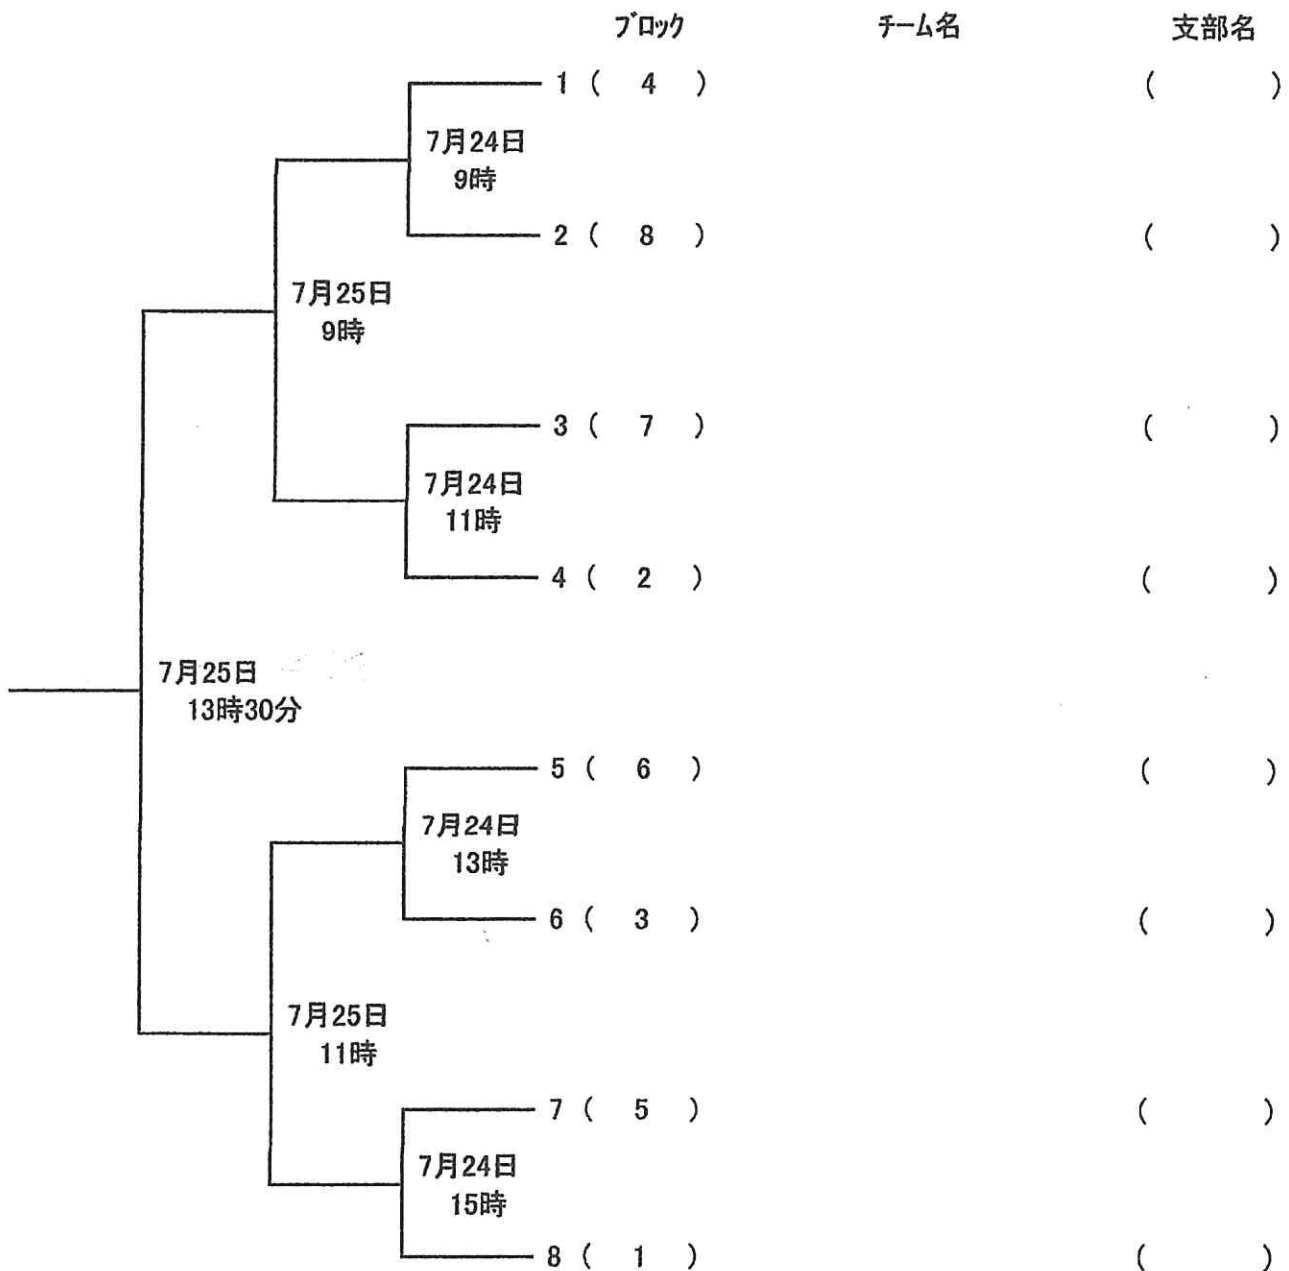 ブロック チーム名 支部名
1 ( 4 ) ( )
7月24日
9時
2 ( 8 ) ( )
7月25日
9時
3 ( 7 ) ( )
7月24日
11時
4 ( 2 ) ( )
7月25日
13時30分
5 ( 6 ) ( )
7月24日
13時
6 ( 3 ) ( )
7月25日
11時
7 ( 5 ) ( )
7月24日
15時
8 ( 1 ) ( )